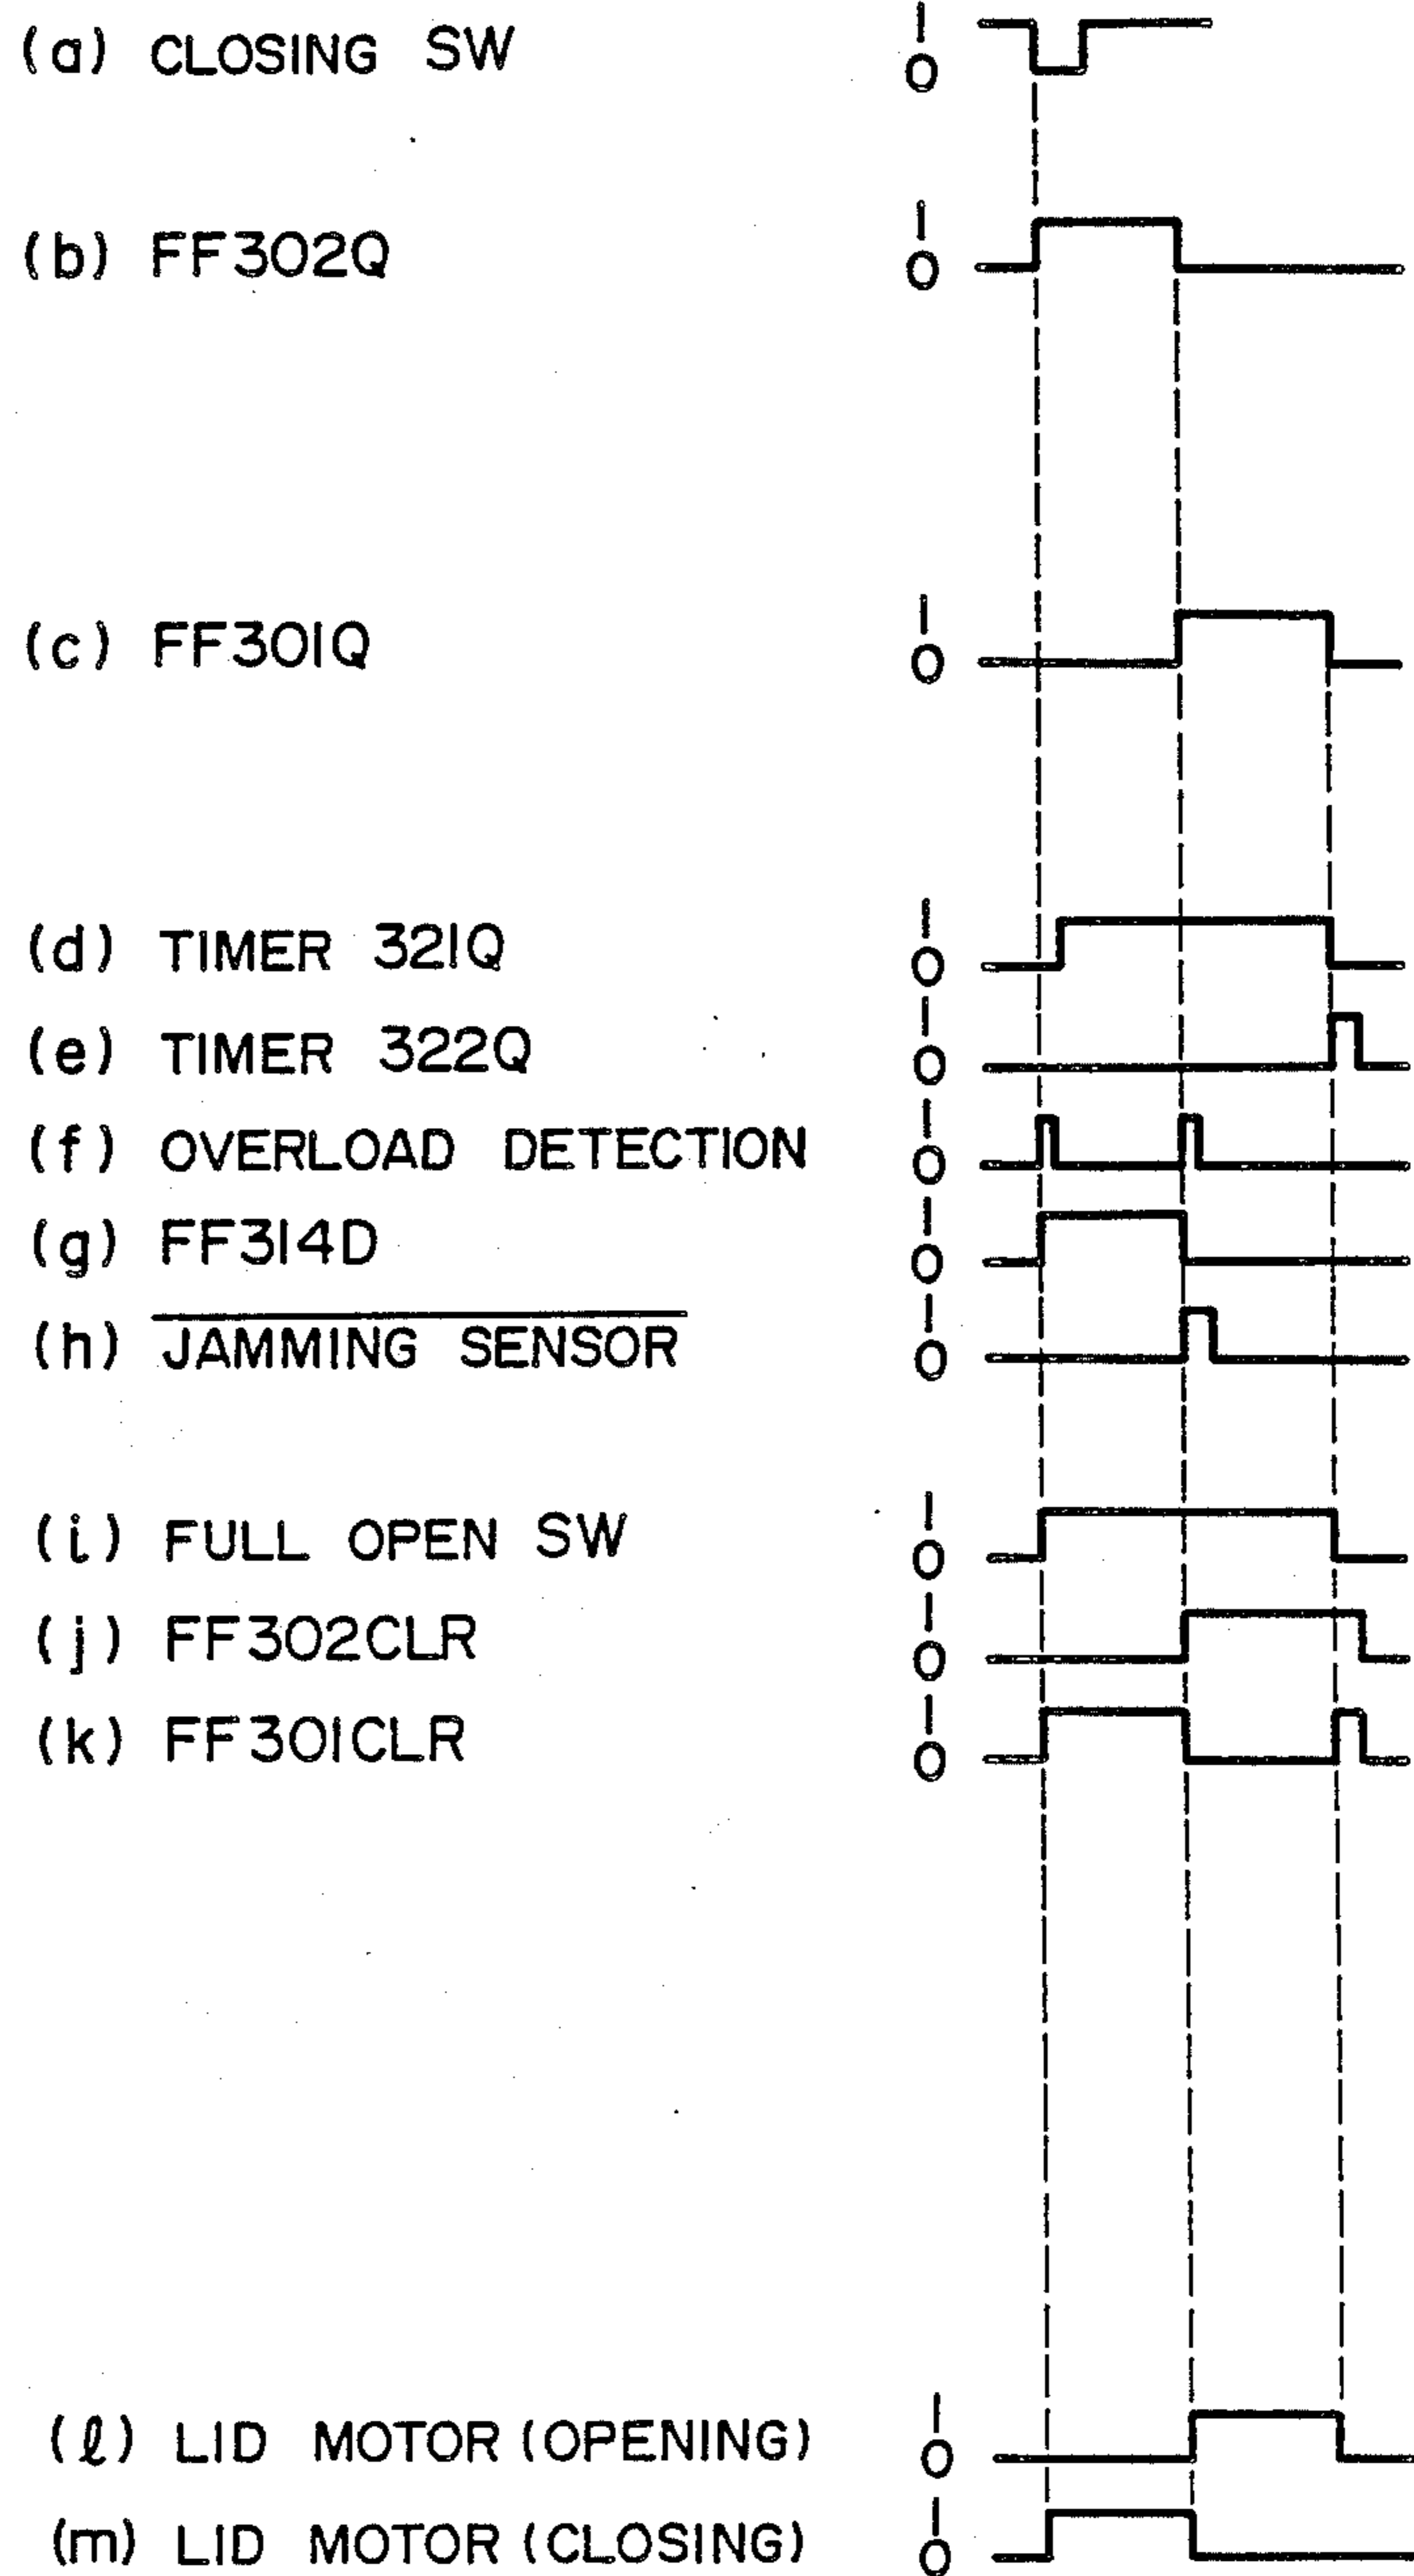 (a) CLOSING SW 1 0
(b) FF302Q 1 0
(c) FF301Q 1 0
(d) TIMER 321Q 1 0
(e) TIMER 322Q 1 0
(f) OVERLOAD DETECTION 1 0
(g) FF314D 1 0
(h) JAMMING SENSOR 1 0
(i) FULL OPEN SW 1 0
(j) FF302CLR 1 0
(k) FF301CLR 1 0
(ℓ) LID MOTOR (OPENING) 1 0
(m) LID MOTOR (CLOSING) 1 0